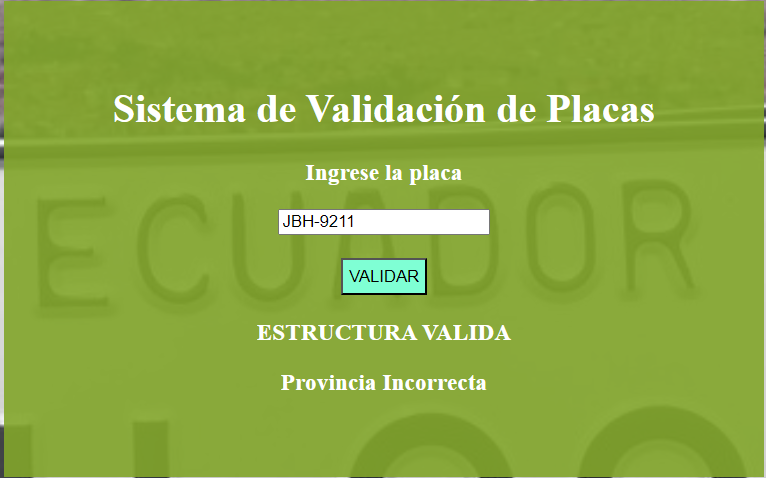 Sistema de Validación de Placas
Ingrese la placa
ECUADOR
JBH-9211
VALIDAR
ESTRUCTURA VALIDA
Provincia Incorrecta